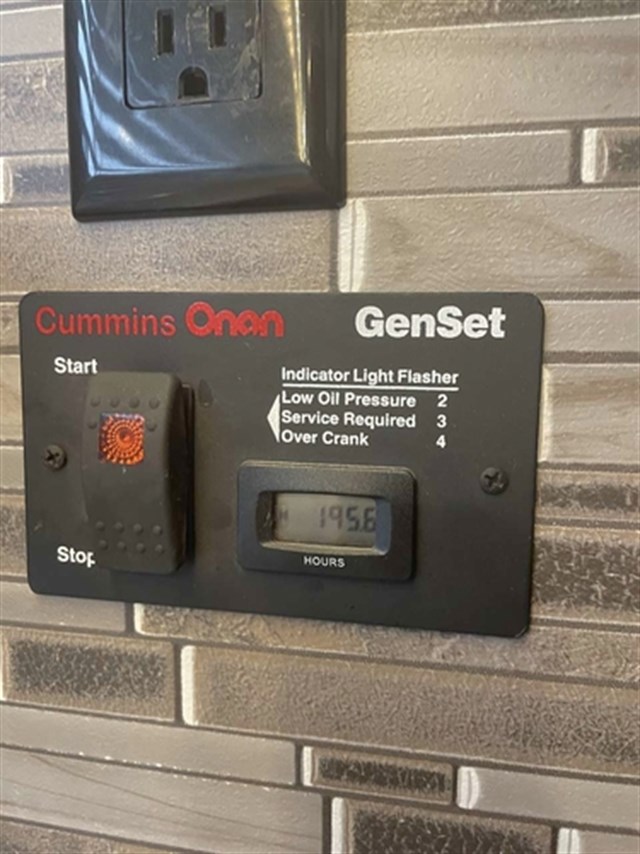 Cummins Onan GenSet
Start
Indicator Light Flasher
Low Oil Pressure 2
Service Required 3
Over Crank 4
195.6
Stop
HOURS